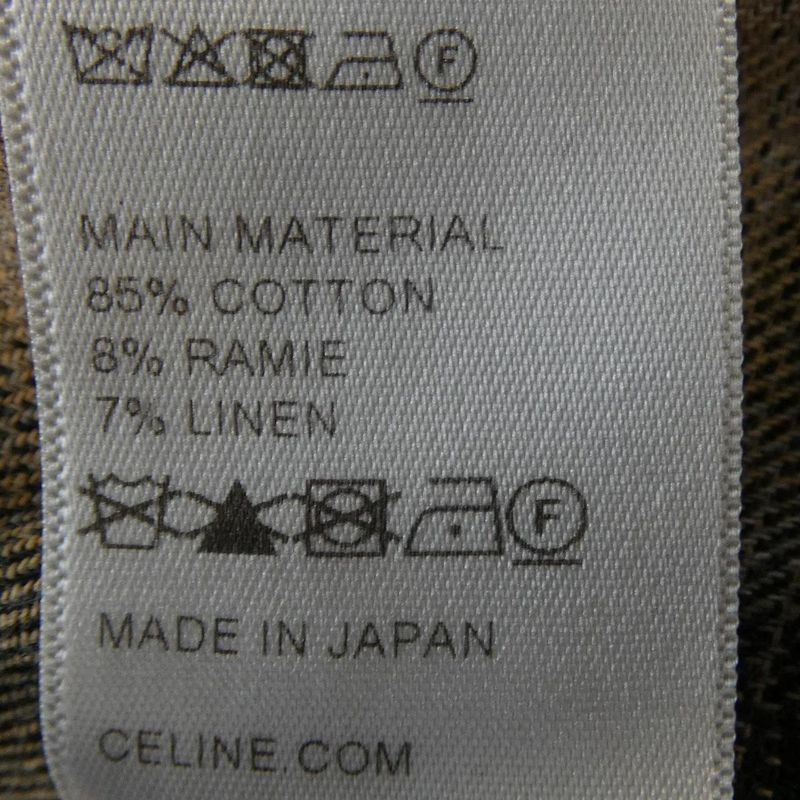 F
MAIN MATERIAL
85% COTTON
8% RAMIE
7% LINEN
F
MADE IN JAPAN
CELINE.COM